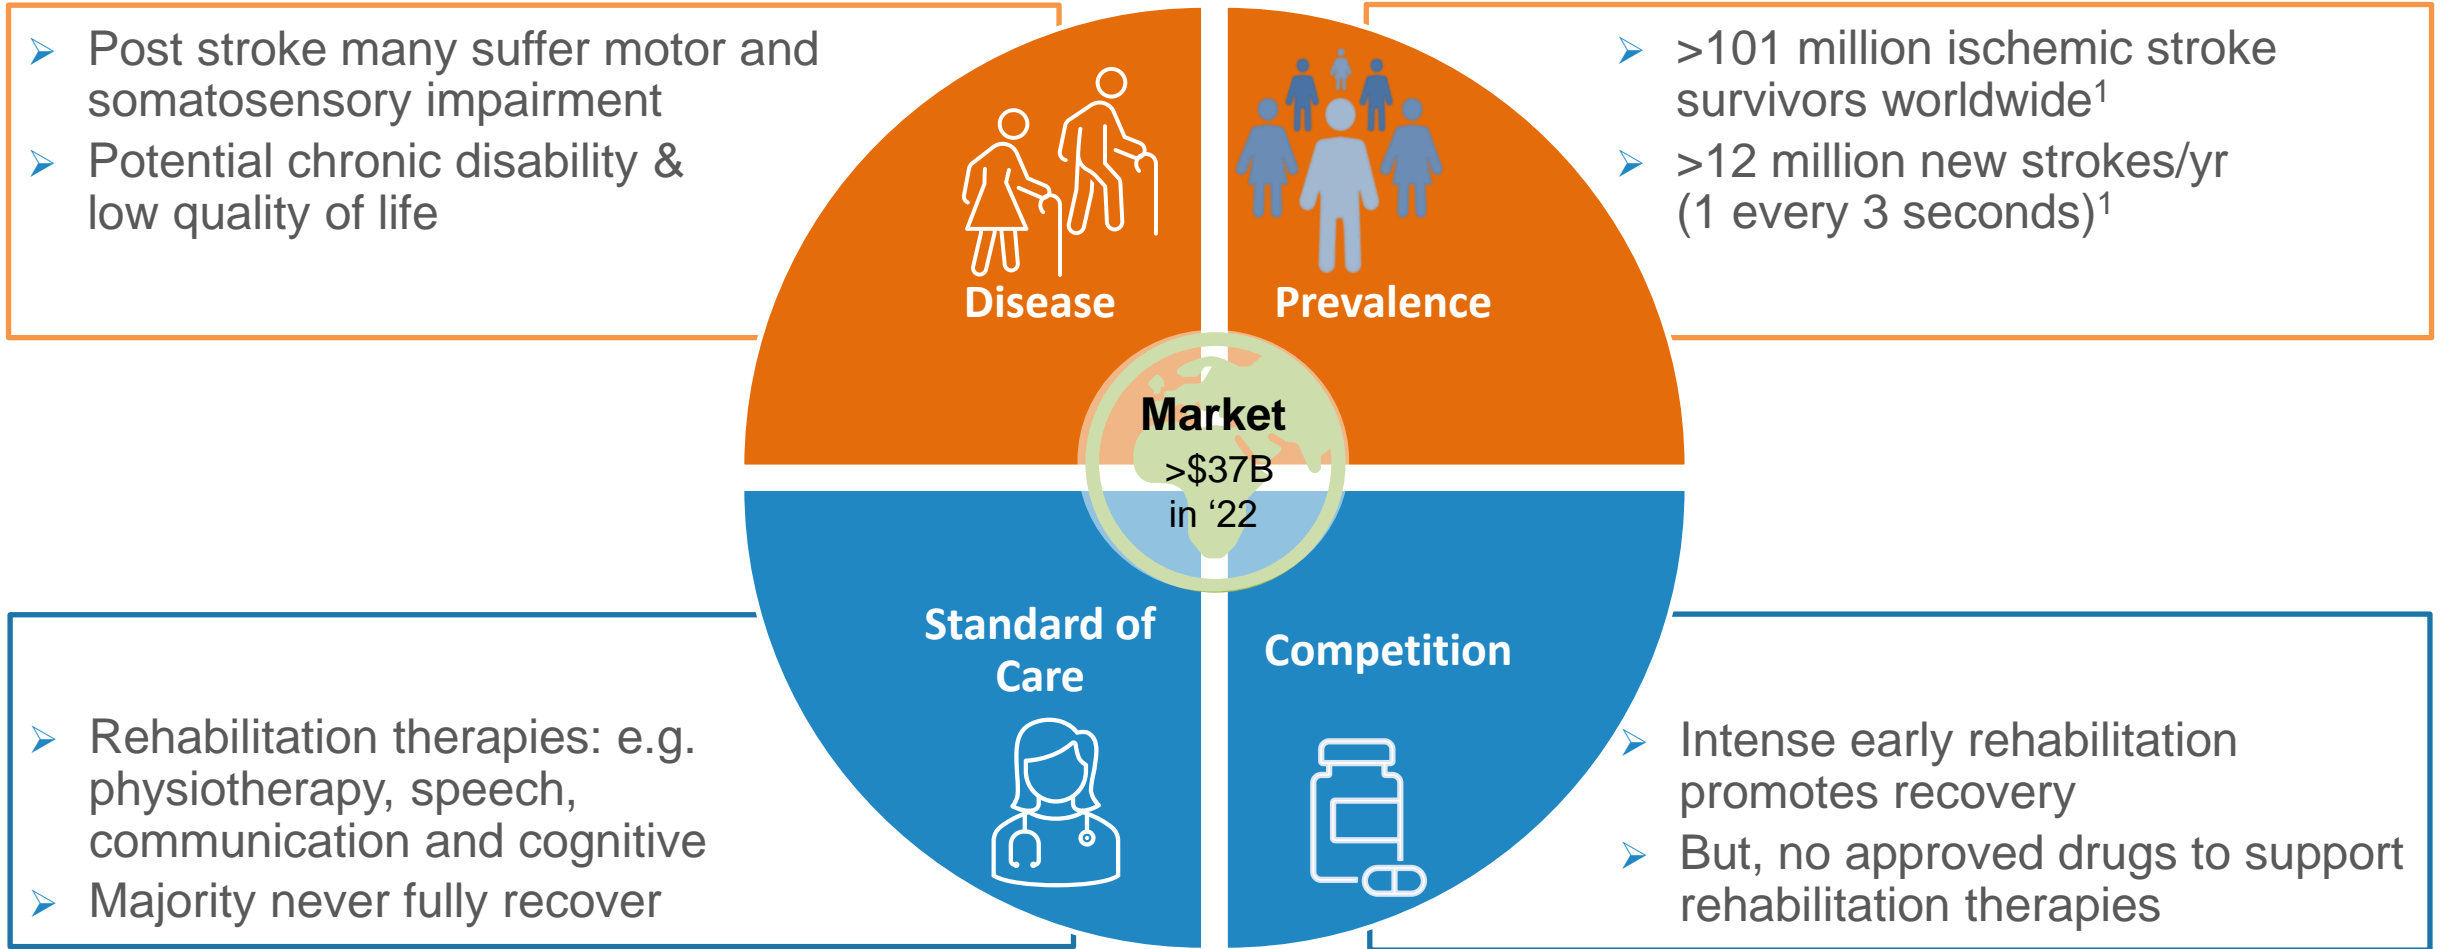 ➢ Post stroke many suffer motor and
somatosensory impairment
➢ Potential chronic disability &
low quality of life
Disease
Prevalence
➢ >101 million ischemic stroke
survivors worldwide¹
➢ >12 million new strokes/yr
(1 every 3 seconds)¹
Market
>$37B
in ‘22
Standard of
Care
➢ Rehabilitation therapies: e.g.
physiotherapy, speech,
communication and cognitive
➢ Majority never fully recover
Competition
➢ Intense early rehabilitation
promotes recovery
➢ But, no approved drugs to support
rehabilitation therapies